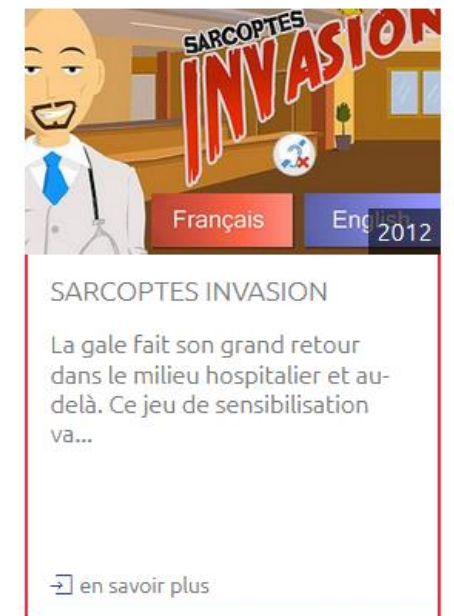 SARCOPTES
INVASION
Français
English
2012
SARCOPTES INVASION
La gale fait son grand retour
dans le milieu hospitalier et au-
delà. Ce jeu de sensibilisation
va...
en savoir plus